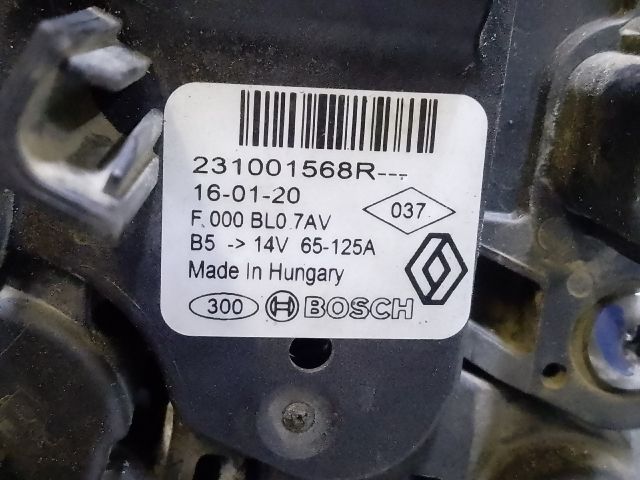 231001568R---
16-01-20
037
F 000 BL0 7AV
B5 -> 14V 65-125A
Made In Hungary
300 BOSCH